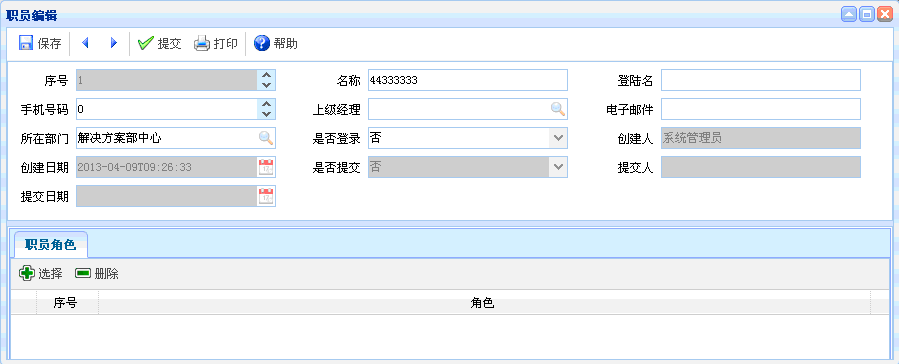 职员编辑
保存 提交 打印 帮助
序号 1 名称 44333333 登陆名
手机号码 0 上级经理 电子邮件
所在部门 解决方案部中心 是否登录 否 创建人 系统管理员
创建日期 2013-04-09T09:26:33 是否提交 否 提交人
提交日期
职员角色
选择 删除
序号 角色